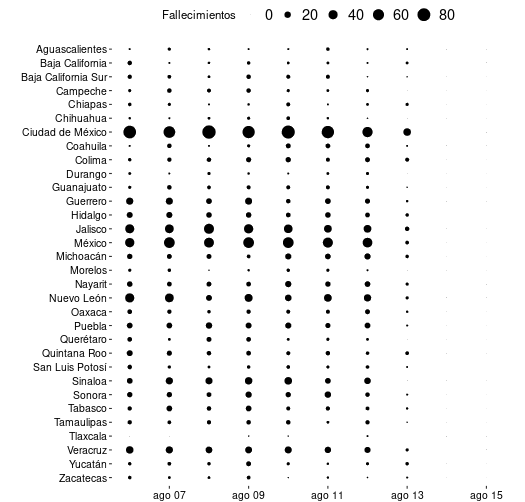 Fallecimientos 0 20 40 60 80
Aguascalientes
Baja California
Baja California Sur
Campeche
Chiapas
Chihuahua
Ciudad de México
Coahuila
Colima
Durango
Guanajuato
Guerrero
Hidalgo
Jalisco
México
Michoacán
Morelos
Nayarit
Nuevo León
Oaxaca
Puebla
Querétaro
Quintana Roo
San Luis Potosí
Sinaloa
Sonora
Tabasco
Tamaulipas
Tlaxcala
Veracruz
Yucatán
Zacatecas
ago 07 ago 09 ago 11 ago 13 ago 15